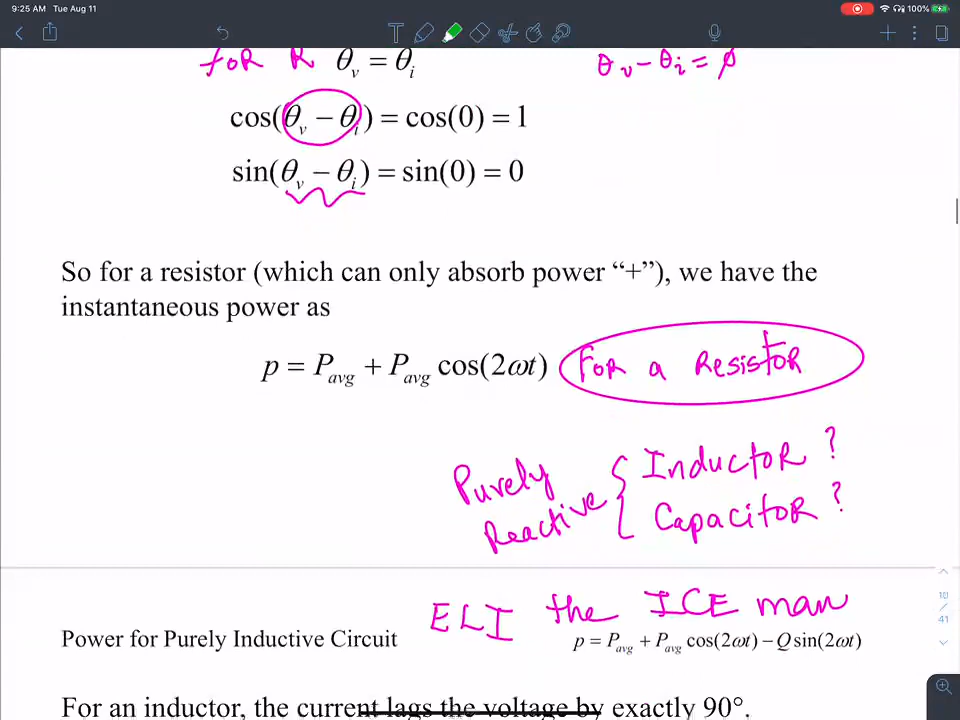 9:25 AM Tue Aug 11
100%
for R θv = θi
θv − θi = 0
cos(θv − θi) = cos(0) = 1
sin(θv − θi) = sin(0) = 0
So for a resistor (which can only absorb power “+”), we have the
instantaneous power as
p = Pavg + Pavg cos(2ωt)
For a Resistor
Purely
Reactive
Inductor ?
Capacitor ?
ELI the ICE man
Power for Purely Inductive Circuit
p = Pavg + Pavg cos(2ωt) − Q sin(2ωt)
For an inductor, the current lags the voltage by exactly 90°.
10
/
41